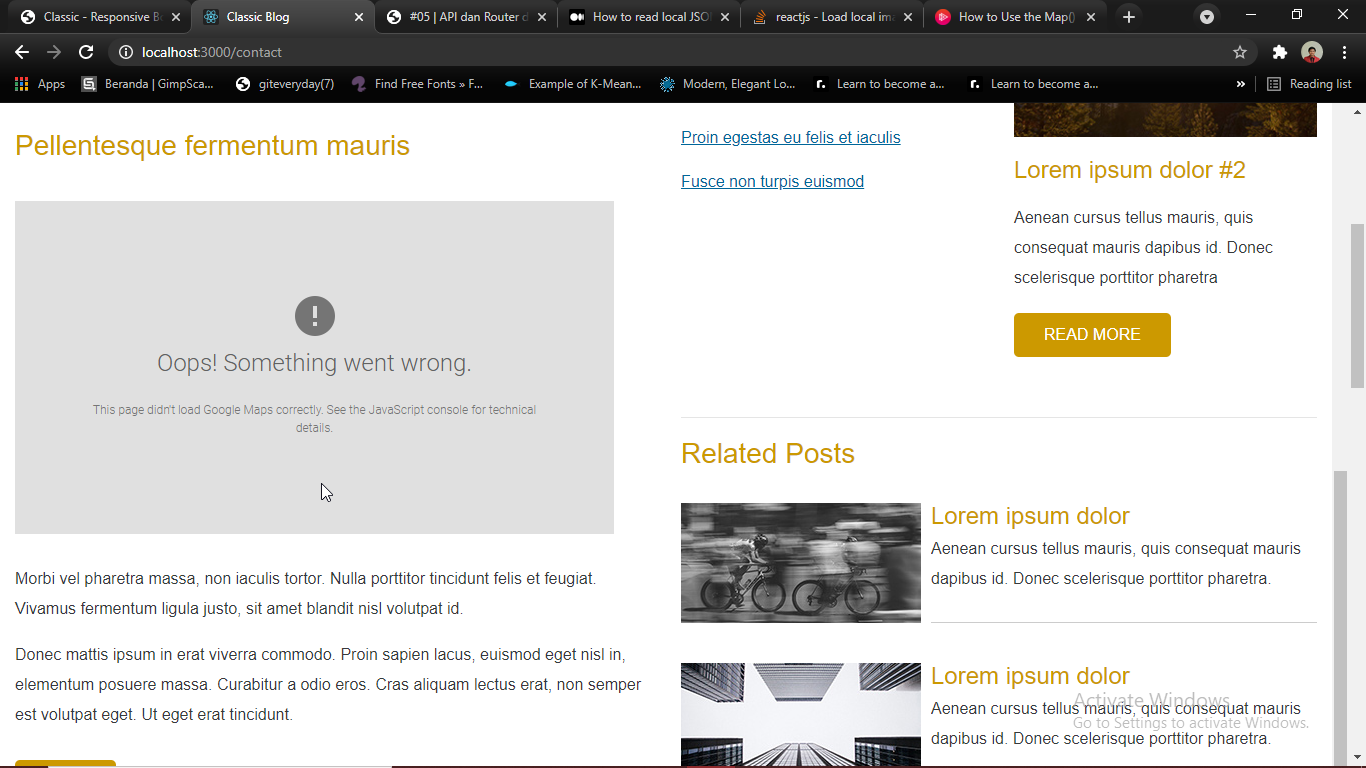 Classic - Responsive B
Classic Blog
#05 | API dan Router d
How to read local JSO
reactjs - Load local im
How to Use the Map()
localhost:3000/contact
Apps
Beranda | GimpSca...
giteveryday(7)
Find Free Fonts » F...
Example of K-Mean...
Modern, Elegant Lo...
Learn to become a...
Learn to become a...
»
Reading list
Pellentesque fermentum mauris
Oops! Something went wrong.
This page didn't load Google Maps correctly. See the JavaScript console for technical
details.
Morbi vel pharetra massa, non iaculis tortor. Nulla porttitor tincidunt felis et feugiat.
Vivamus fermentum ligula justo, sit amet blandit nisl volutpat id.
Donec mattis ipsum in erat viverra commodo. Proin sapien lacus, euismod eget nisl in,
elementum posuere massa. Curabitur a odio eros. Cras aliquam lectus erat, non semper
est volutpat eget. Ut eget erat tincidunt.
Proin egestas eu felis et iaculis
Fusce non turpis euismod
Lorem ipsum dolor #2
Aenean cursus tellus mauris, quis
consequat mauris dapibus id. Donec
scelerisque porttitor pharetra
READ MORE
Related Posts
Lorem ipsum dolor
Aenean cursus tellus mauris, quis consequat mauris
dapibus id. Donec scelerisque porttitor pharetra.
Lorem ipsum dolor
Aenean cursus tellus mauris, quis consequat mauris
dapibus id. Donec scelerisque porttitor pharetra.
Activate Windows
Go to Settings to activate Windows.